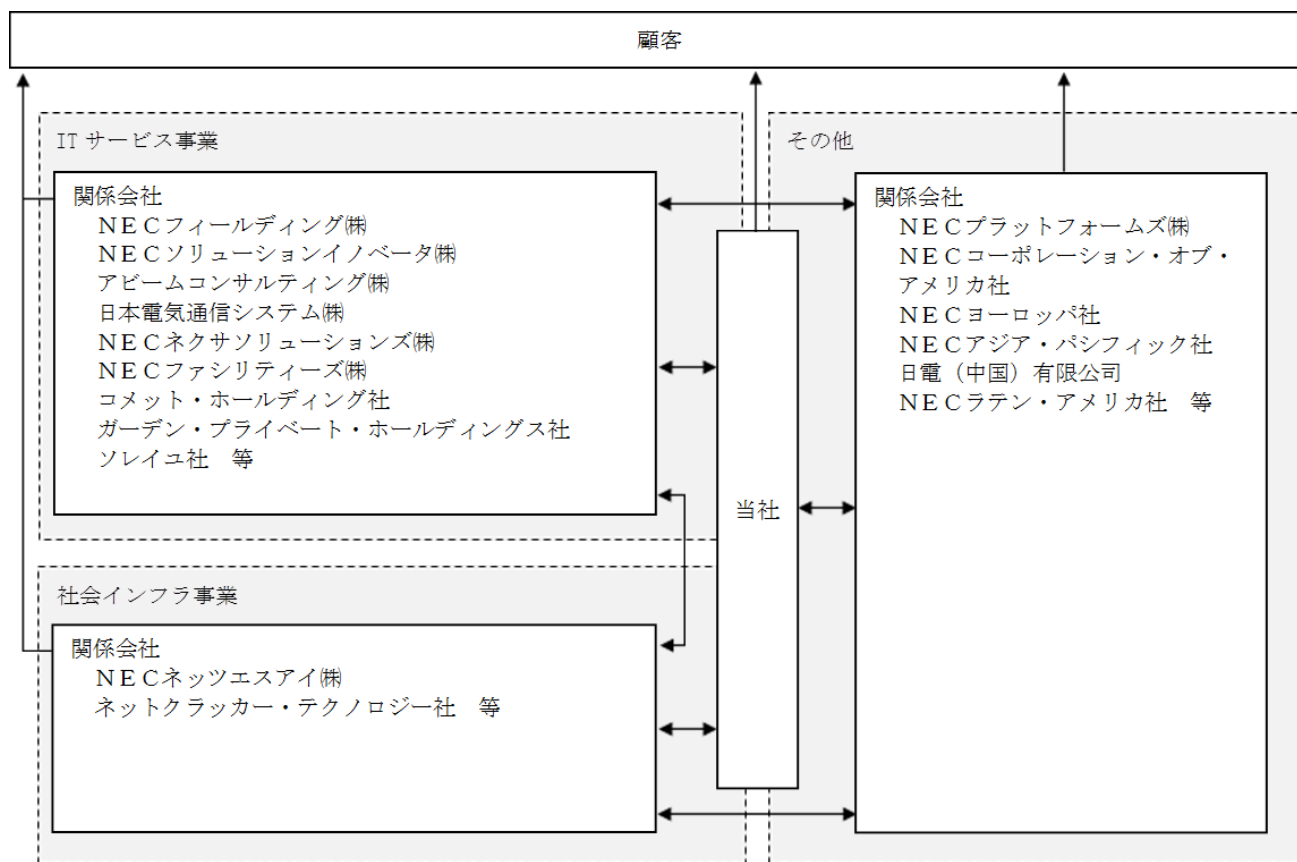 顧客
IT サービス事業
関係会社
ＮＥＣフィールディング㈱
ＮＥＣソリューションイノベータ㈱
アビームコンサルティング㈱
日本電気通信システム㈱
ＮＥＣネクサソリューションズ㈱
ＮＥＣファシリティーズ㈱
コメット・ホールディング社
ガーデン・プライベート・ホールディングス社
ソレイユ社　等
社会インフラ事業
関係会社
ＮＥＣネッツエスアイ㈱
ネットクラッカー・テクノロジー社　等
当社
その他
関係会社
ＮＥＣプラットフォームズ㈱
ＮＥＣコーポレーション・オブ・
アメリカ社
ＮＥＣヨーロッパ社
ＮＥＣアジア・パシフィック社
日電（中国）有限公司
ＮＥＣラテン・アメリカ社　等